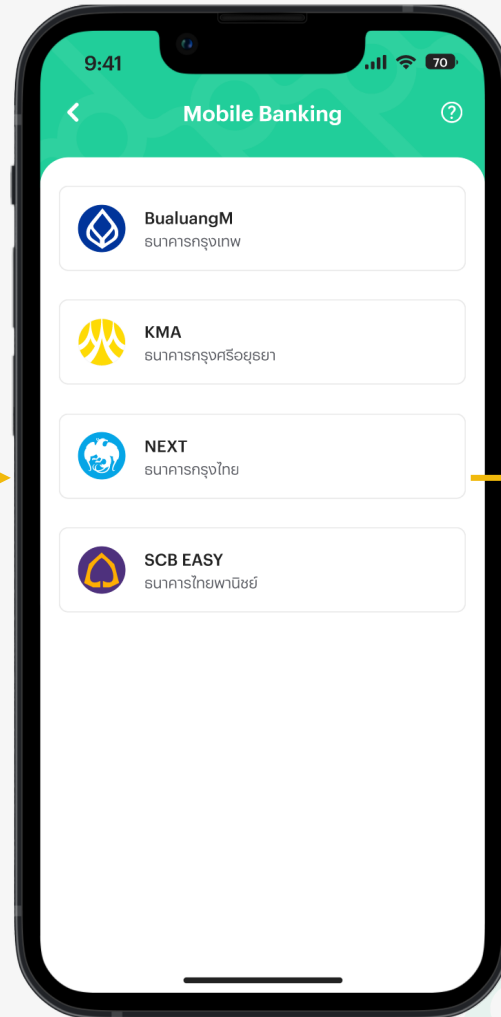 9:41
70
Mobile Banking
BualuangM
ธนาคารกรุงเทพ
KMA
ธนาคารกรุงศรีอยุธยา
NEXT
ธนาคารกรุงไทย
SCB EASY
ธนาคารไทยพานิชย์